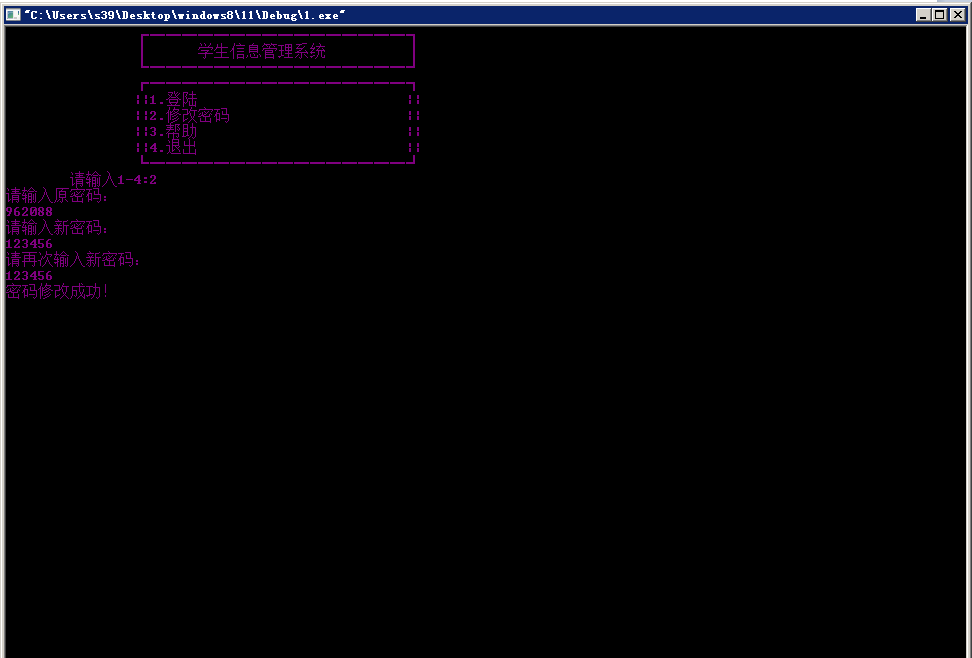 "C:\Users\s39\Desktop\windows8\11\Debug\1.exe"
学生信息管理系统
1.登陆
2.修改密码
3.帮助
4.退出
请输入1-4:2
请输入原密码:
962088
请输入新密码:
123456
请再次输入新密码:
123456
密码修改成功!